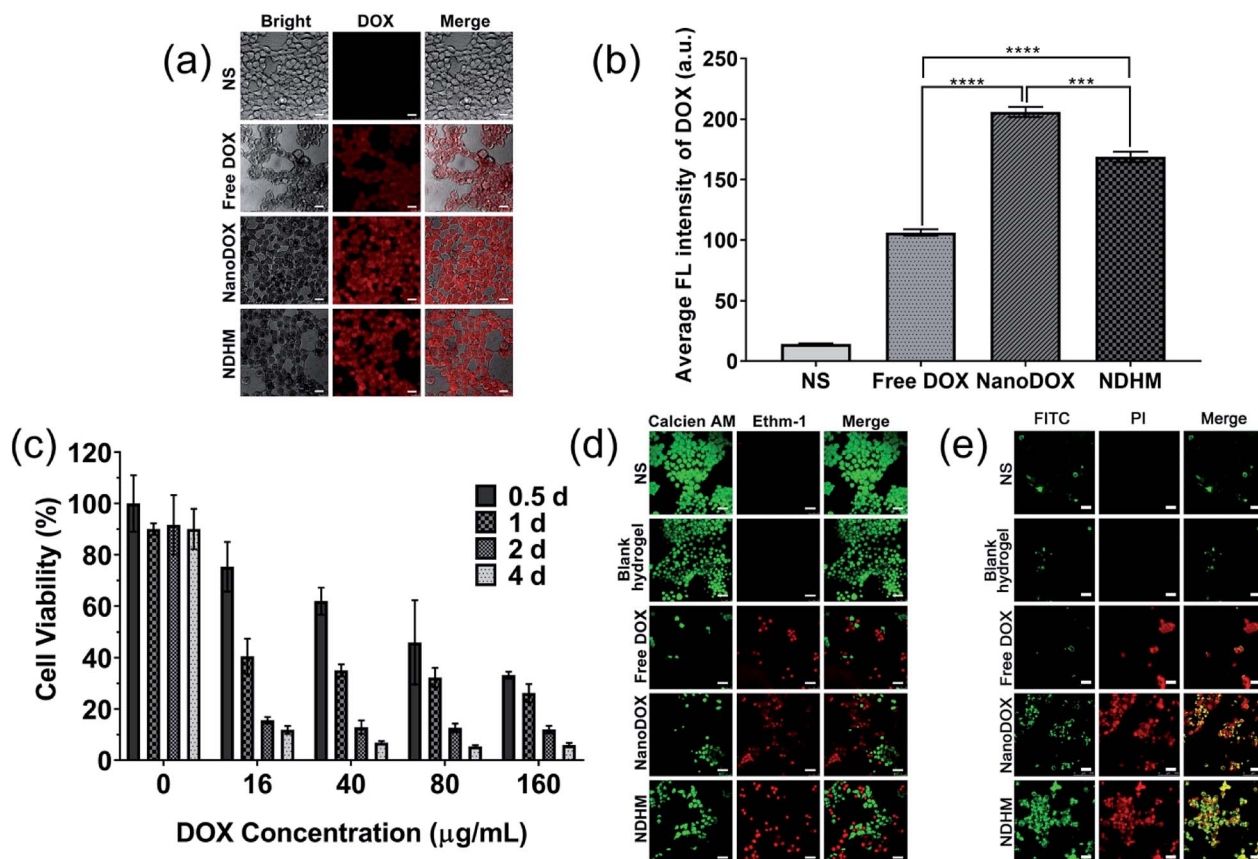 (a)
Bright DOX Merge
NS
Free DOX
NanoDOX
NDHM
(b)
Average FL intensity of DOX (a.u.)
250
200
150
100
50
0
****
**** ***
NS Free DOX NanoDOX NDHM
(c)
Cell Viability (%)
120
100
80
60
40
20
0
0.5 d
1 d
2 d
4 d
0 16 40 80 160
DOX Concentration (μg/mL)
(d)
Calcien AM Ethm-1 Merge
NS
Blank
hydrogel
Free DOX
NanoDOX
NDHM
(e)
FITC PI Merge
NS
Blank
hydrogel
Free DOX
NanoDOX
NDHM